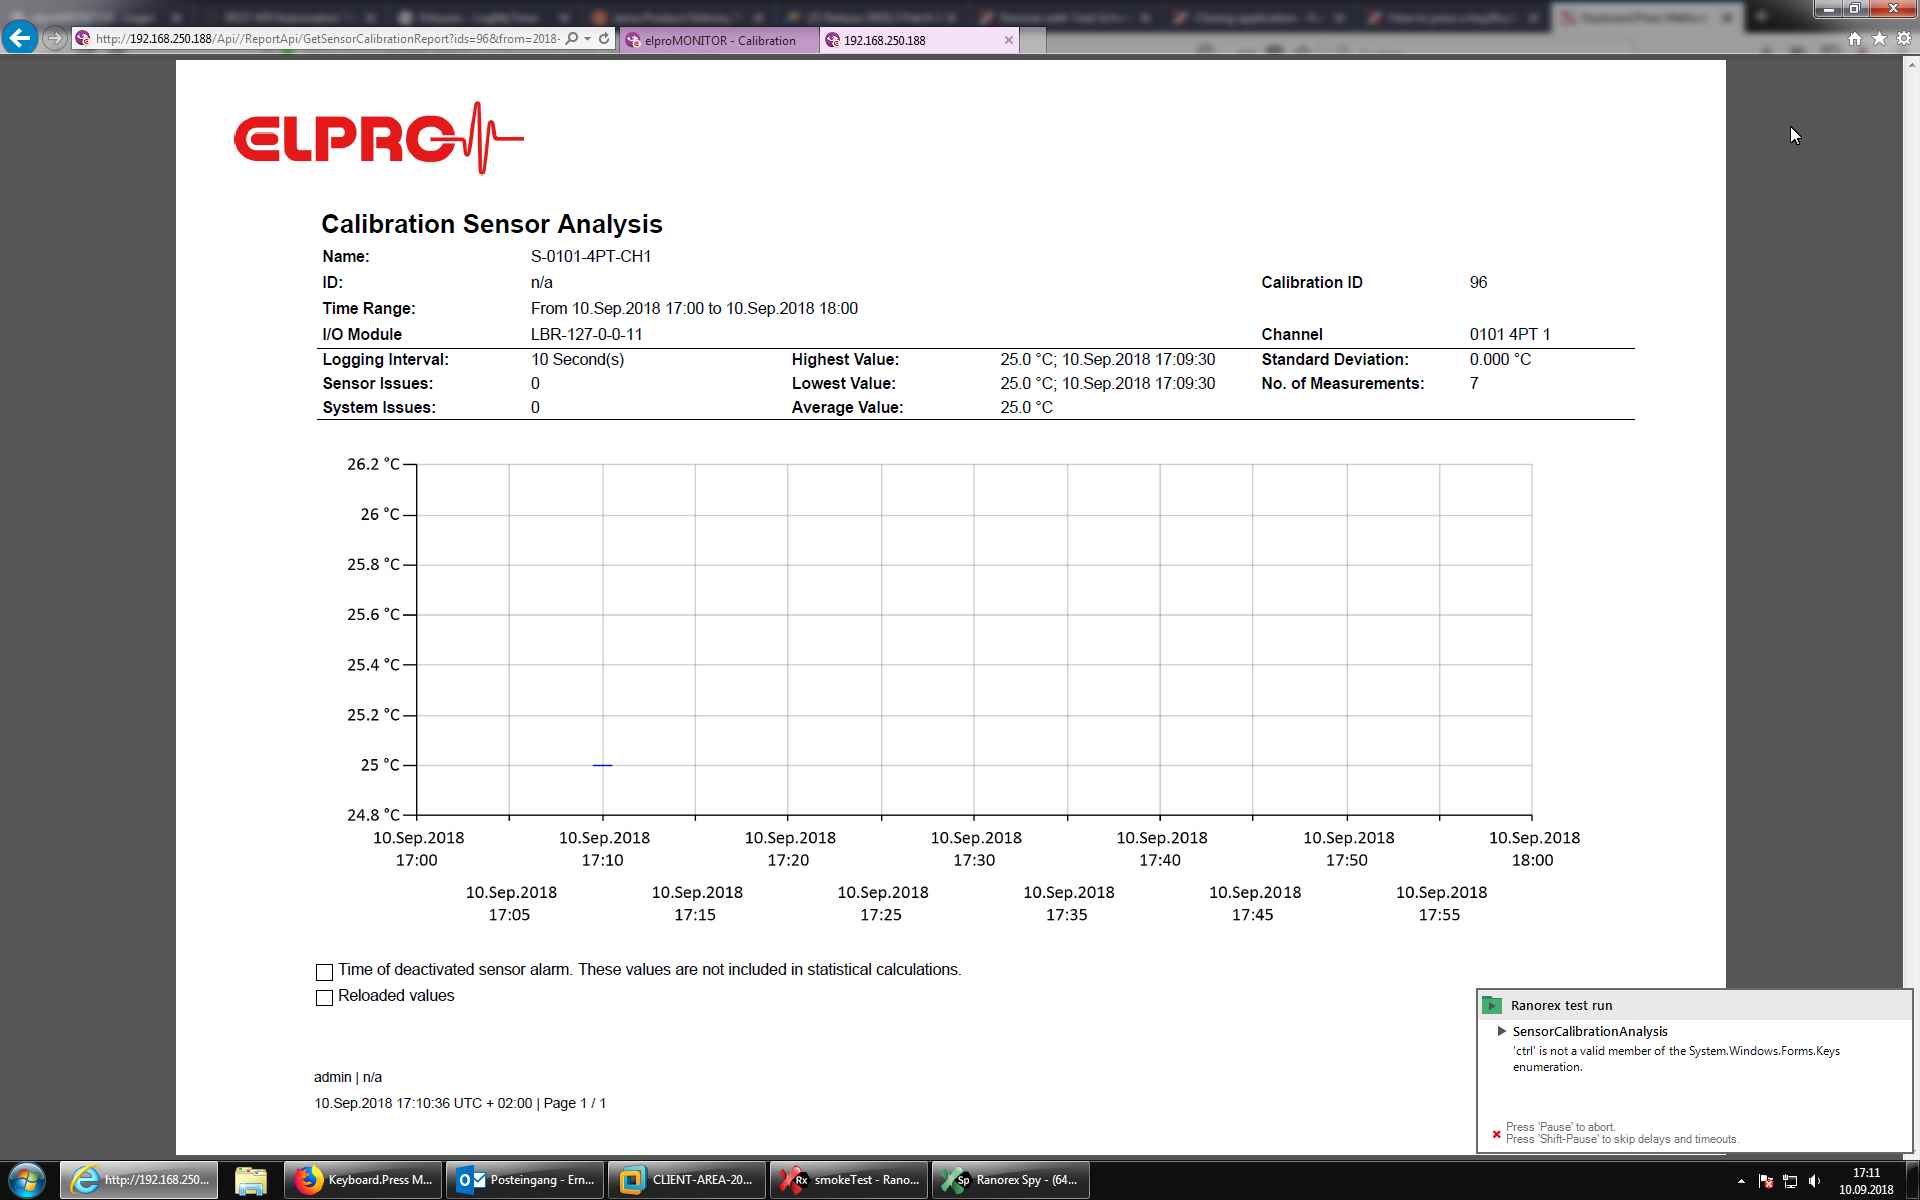 http://192.168.250.188/Api//ReportApi/GetSensorCalibrationReport?ids=96&from=2018-
elproMONITOR - Calibration
192.168.250.188
ELPRO
Calibration Sensor Analysis
Name: S-0101-4PT-CH1
ID: n/a Calibration ID 96
Time Range: From 10.Sep.2018 17:00 to 10.Sep.2018 18:00
I/O Module LBR-127-0-0-11 Channel 0101 4PT 1
Logging Interval: 10 Second(s) Highest Value: 25.0 °C; 10.Sep.2018 17:09:30 Standard Deviation: 0.000 °C
Sensor Issues: 0 Lowest Value: 25.0 °C; 10.Sep.2018 17:09:30 No. of Measurements: 7
System Issues: 0 Average Value: 25.0 °C
26.2 °C
26 °C
25.8 °C
25.6 °C
25.4 °C
25.2 °C
25 °C
24.8 °C
10.Sep.2018 10.Sep.2018 10.Sep.2018 10.Sep.2018 10.Sep.2018 10.Sep.2018 10.Sep.2018
17:00 17:10 17:20 17:30 17:40 17:50 18:00
10.Sep.2018 10.Sep.2018 10.Sep.2018 10.Sep.2018 10.Sep.2018 10.Sep.2018
17:05 17:15 17:25 17:35 17:45 17:55
Time of deactivated sensor alarm. These values are not included in statistical calculations.
Reloaded values
admin | n/a
10.Sep.2018 17:10:36 UTC + 02:00 | Page 1 / 1
Ranorex test run
SensorCalibrationAnalysis
'ctrl' is not a valid member of the System.Windows.Forms.Keys
enumeration.
Press 'Pause' to abort.
Press 'Shift-Pause' to skip delays and timeouts.
http://192.168.250...
Keyboard.Press M...
Posteingang - Ern...
CLIENT-AREA-20...
smokeTest - Rano...
Ranorex Spy - (64...
17:11
10.09.2018